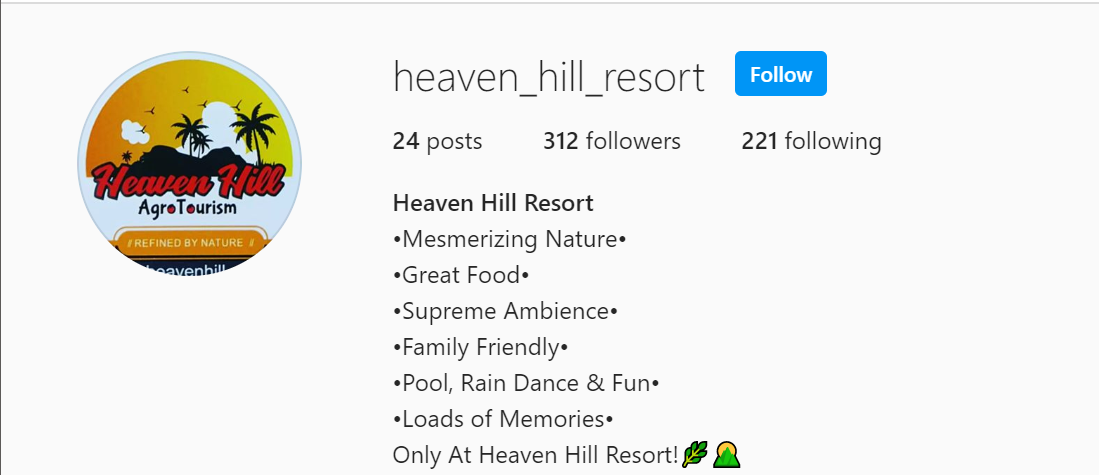 heaven_hill_resort Follow
24 posts 312 followers 221 following
Heaven Hill
AgroTourism
// REFINED BY NATURE //
heavenhill
Heaven Hill Resort
•Mesmerizing Nature•
•Great Food•
•Supreme Ambience•
•Family Friendly•
•Pool, Rain Dance & Fun•
•Loads of Memories•
Only At Heaven Hill Resort!🌿🌄